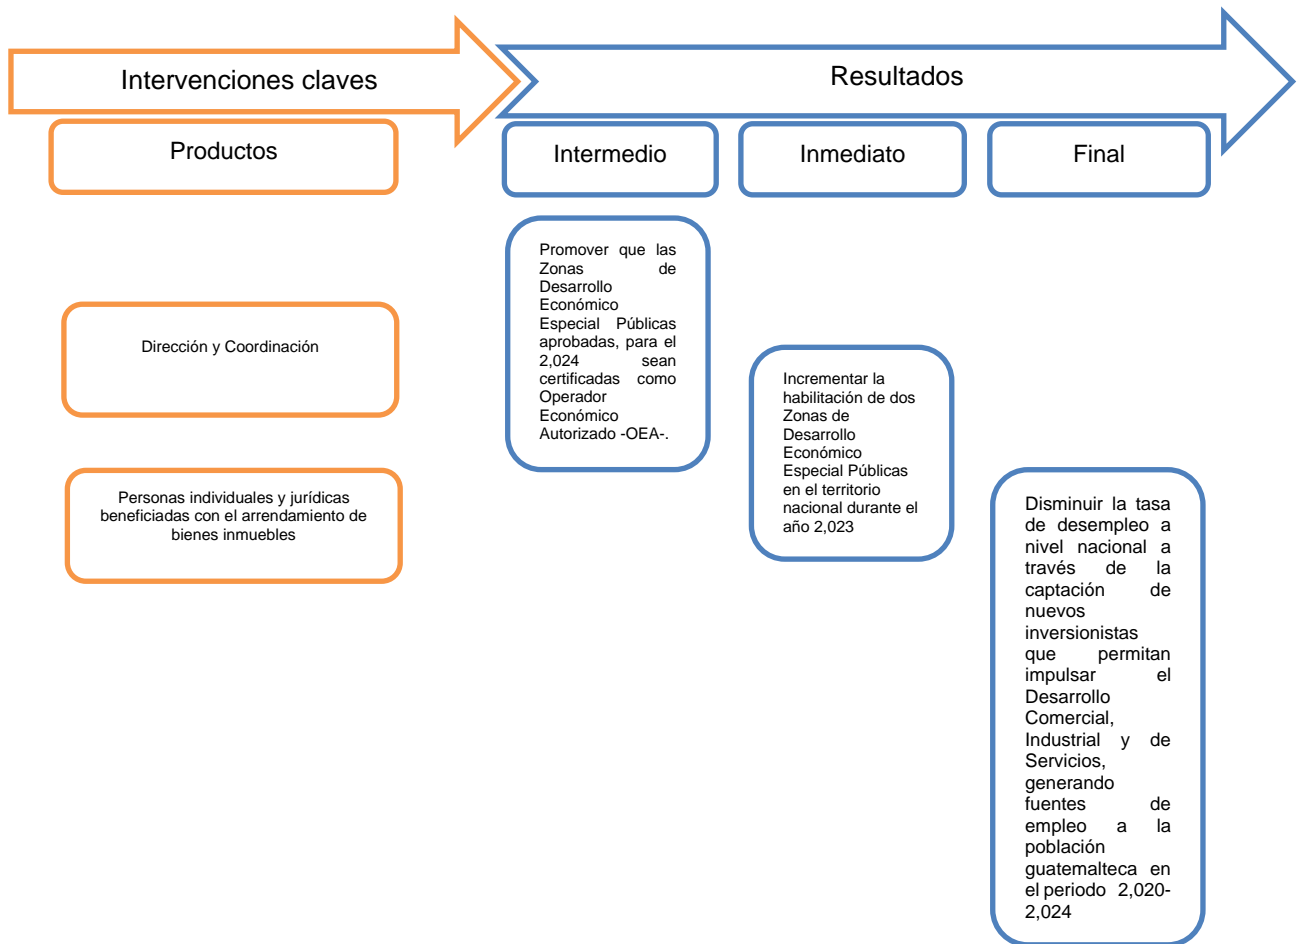 Intervenciones claves
Resultados
Productos
Intermedio
Inmediato
Final
Dirección y Coordinación
Personas individuales y jurídicas
beneficiadas con el arrendamiento de
bienes inmuebles
Promover que las
Zonas de
Desarrollo
Económico
Especial Públicas
aprobadas, para el
2,024 sean
certificadas como
Operador
Económico
Autorizado -OEA-.
Incrementar la
habilitación de dos
Zonas de
Desarrollo
Económico
Especial Públicas
en el territorio
nacional durante el
año 2,023
Disminuir la tasa
de desempleo a
nivel nacional a
través de la
captación de
nuevos
inversionistas
que permitan
impulsar el
Desarrollo
Comercial,
Industrial y de
Servicios,
generando
fuentes de
empleo a la
población
guatemalteca en
el periodo 2,020-
2,024